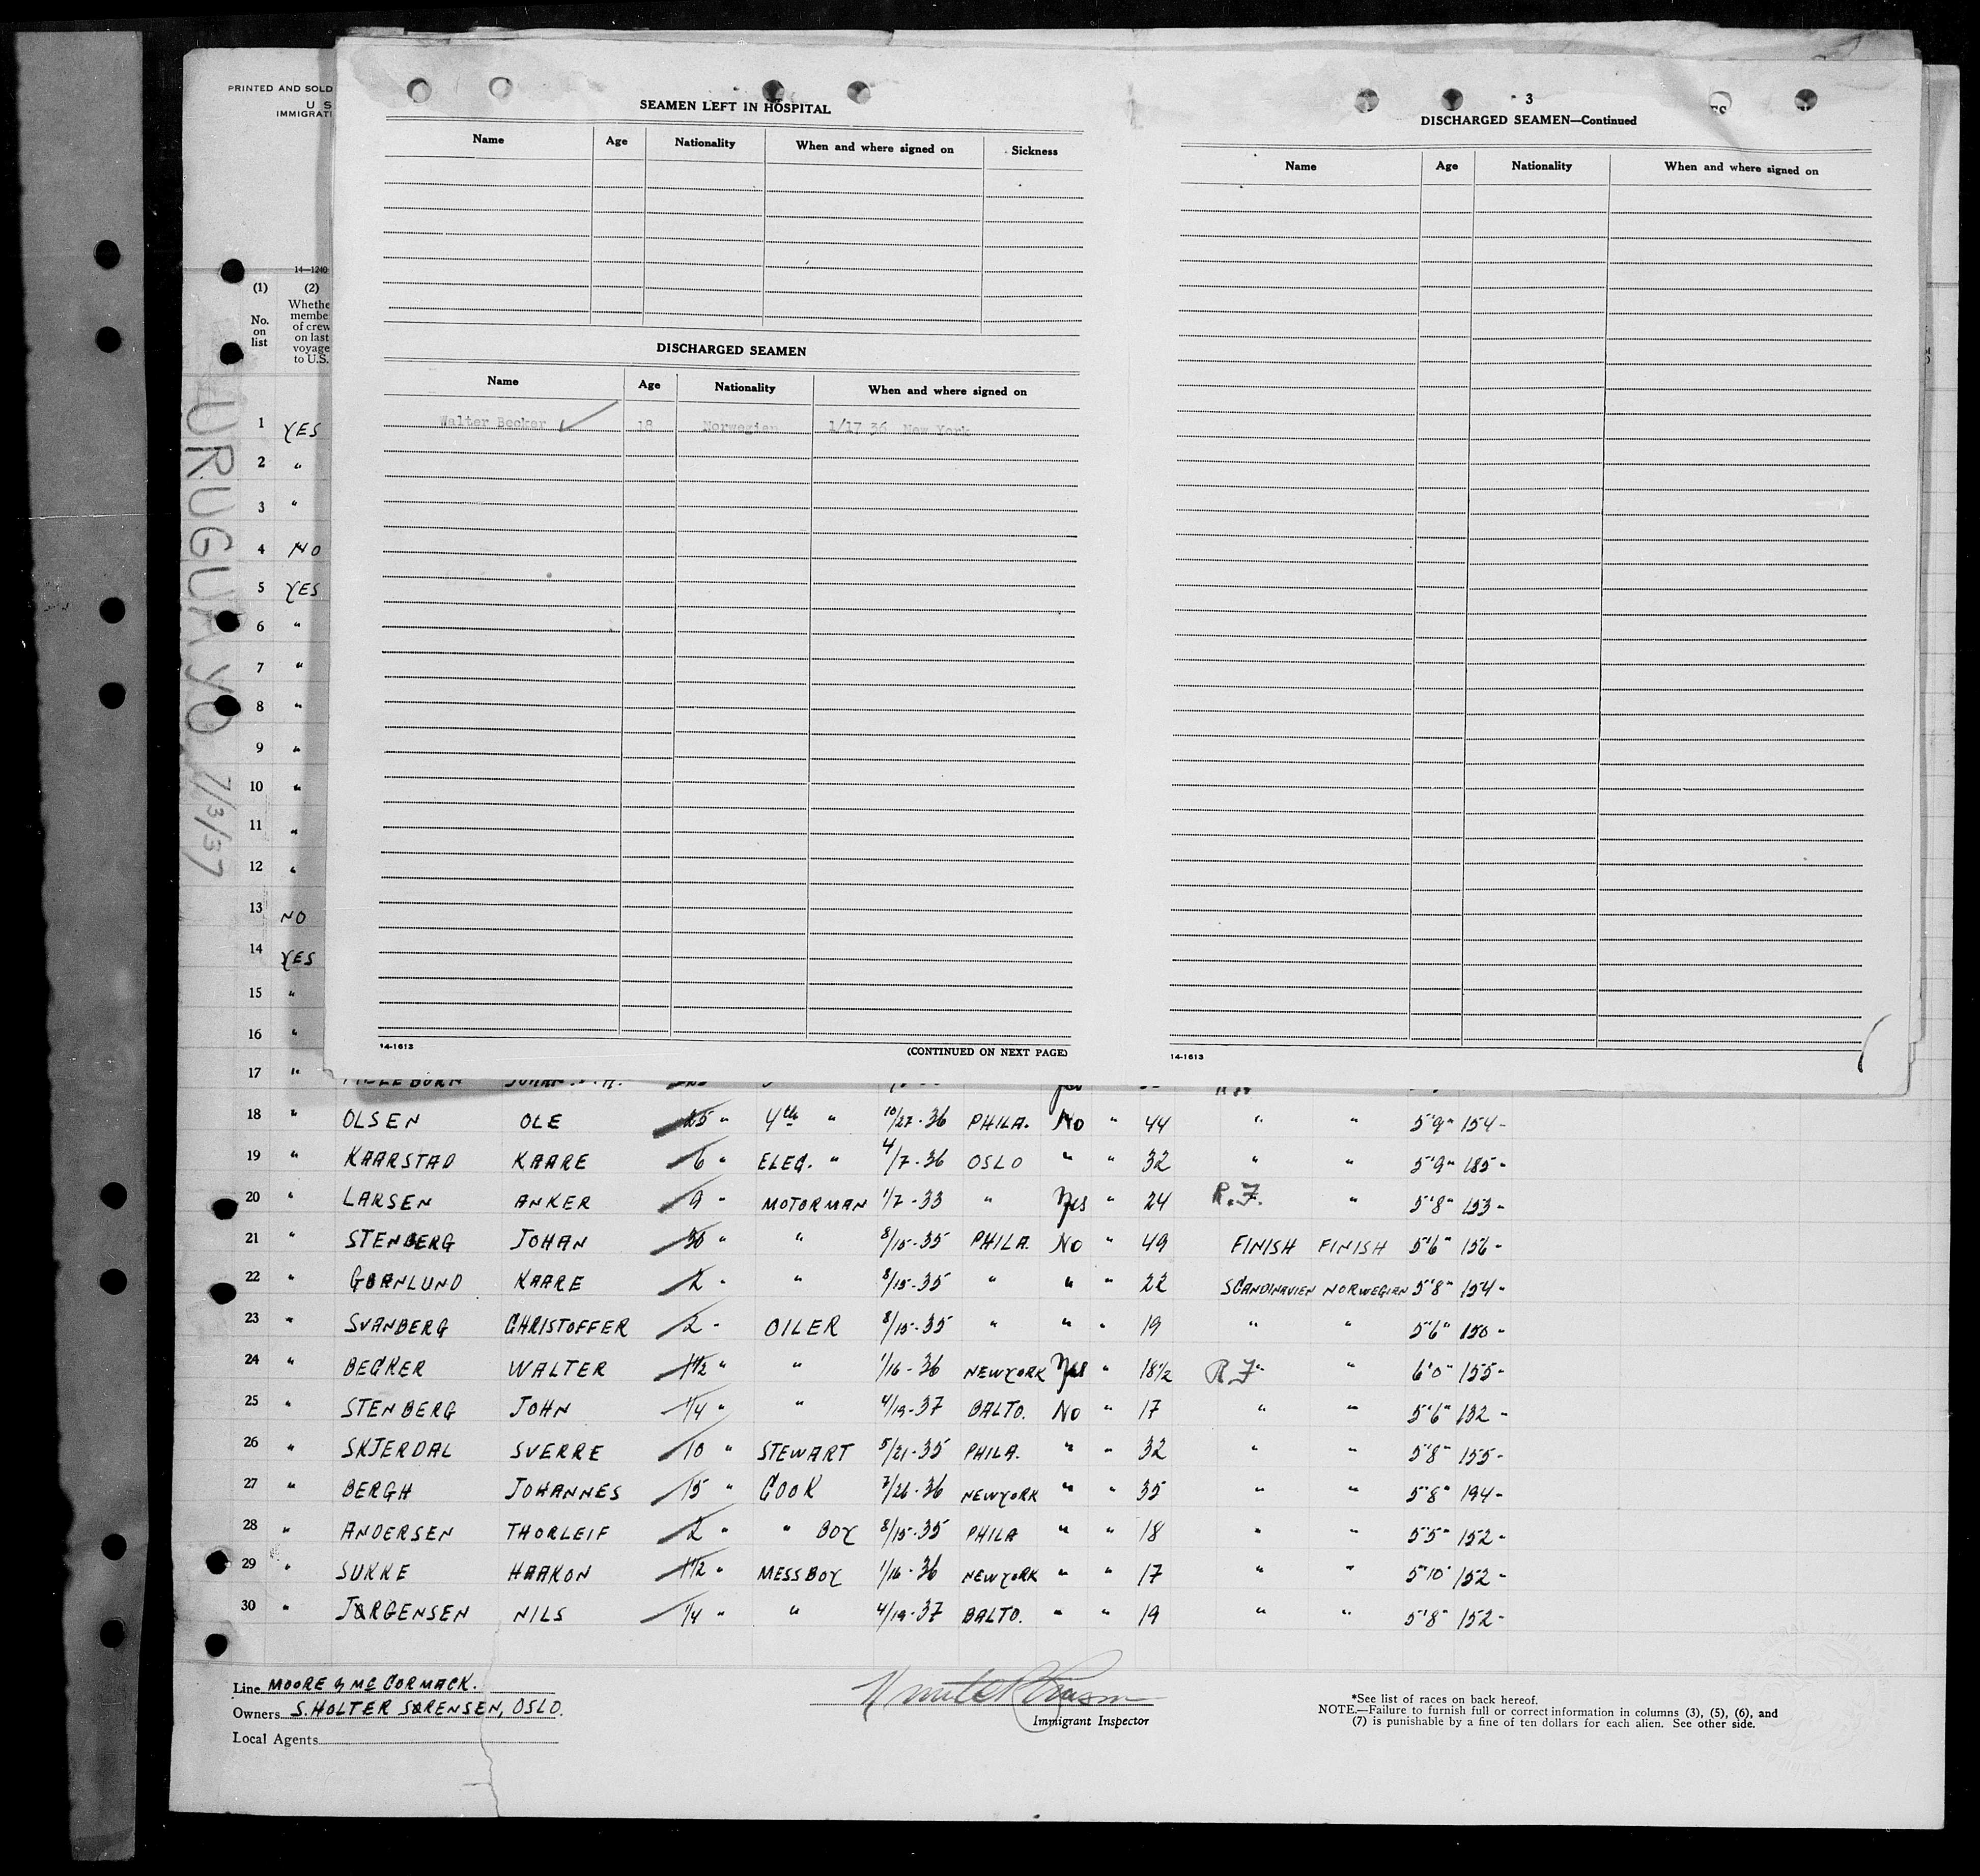 PRINTED AND SOLD
U S
IMMIGRATI
14—1240
(1) (2)
No. on list
Whethe
membe
of crew
on last
voyage
to U.S.
URUGUAYO 7/3/37
SEAMEN LEFT IN HOSPITAL
Name Age Nationality When and where signed on Sickness
DISCHARGED SEAMEN
Name Age Nationality When and where signed on
Walter Becker ✓ 18 Norwegian 1/17 36 New York
14-1613 (CONTINUED ON NEXT PAGE)
3
DISCHARGED SEAMEN—Continued
Name Age Nationality When and where signed on
14-1613
1 YES
2 "
3 "
4 NO
5 YES
6 "
7 "
8 "
9 "
10 "
11 "
12 "
13 NO
14 YES
15 "
16 "
17 "
18 " OLSEN OLE 25 " 4th " 10/27-36 PHILA. No " 44 " " 5'9" 154-
19 " KAARSTAD KAARE 6 " ELEC. " 4/7-36 OSLO " " 32 " " 5'9" 185-
20 " LARSEN ANKER 9 " MOTORMAN 1/7-33 " Yes " 24 R.F. " 5'8" 153-
21 " STENBERG JOHAN 30 " " 8/15-35 PHILA. No " 49 FINISH FINISH 5'6" 156-
22 " KAARE 2 " " 8/15-35 " " " 22 SCANDINAVIEN NORWEGIAN 5'8" 154-
23 " SVANBERG CHRISTOFFER 2 - OILER 8/15-35 " " " 19 " " 5'6" 150-
24 " BECKER WALTER 1 1/2 " " 1/16-36 NEWYORK Yes " 18 1/2 R.F. " " 6'0" 155-
25 " STENBERG JOHN 1/4 " " 4/19-37 BALTO. No " 17 " " 5'6" 132-
26 " SKJERDAL SVERRE 10 " STEWART 5/21-35 PHILA. " " 32 " " 5'8" 155-
27 " BERGH JOHANNES 15 " COOK 7/26-36 NEWYORK " " 35 " " 5'8" 194-
28 " ANDERSEN THORLEIF 2 " " BOY 8/15-35 PHILA " " 18 " " 5'5" 152-
29 " SUKKE HAAKON 1 1/2 " MESSBOY 1/16-36 NEWYORK " " 17 " " 5'10" 152-
30 " JØRGENSEN NILS 1/4 " " 4/19-37 BALTO. " " 19 " " 5'8" 152-
Line MOORE & Mc CORMACK.
Owners S. HOLTER SØRENSEN, OSLO.
Local Agents
Immigrant Inspector
*See list of races on back hereof.
NOTE.—Failure to furnish full or correct information in columns (3), (5), (6), and
(7) is punishable by a fine of ten dollars for each alien. See other side.